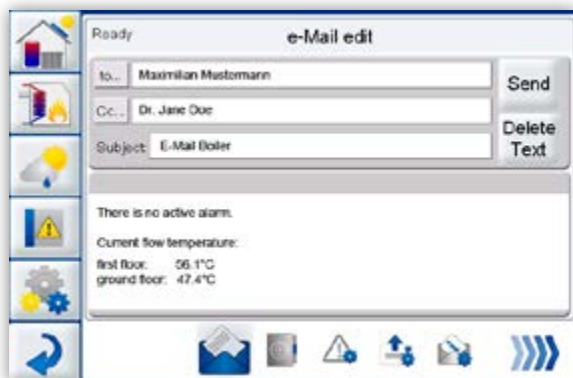 Ready
e-Mail edit
to... Maximilian Mustermann
Cc... Dr. Jane Doe
Send
Subject: E-Mail Boiler
Delete
Text
There is no active alarm.
Current flow temperature:
first floor: 56.1°C
ground floor: 47.4°C